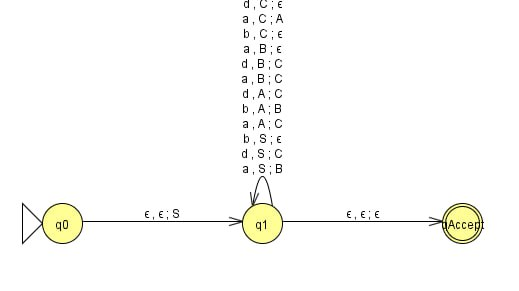 d , C ; ϵ
a , C ; A
b , C ; ϵ
a , B ; ϵ
d , B ; C
a , B ; C
d , A ; C
b , A ; B
a , A ; C
b , S ; ϵ
d , S ; C
a , S ; B
q0
ϵ , ϵ ; S
q1
ϵ , ϵ ; ϵ
qAccept